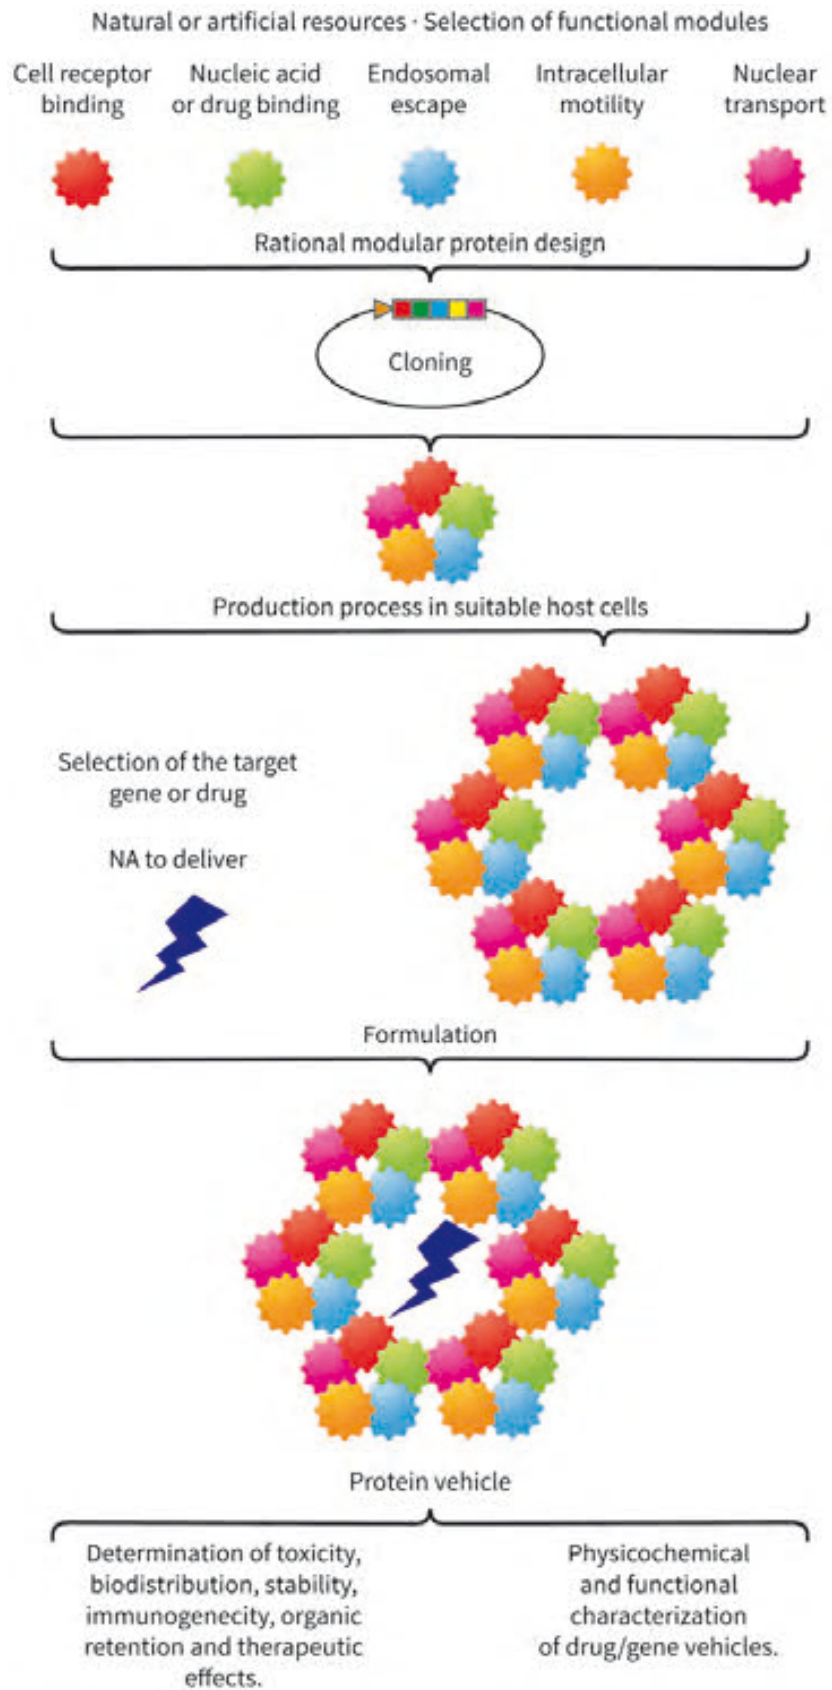 Natural or artificial resources · Selection of functional modules
Cell receptor
binding
Nucleic acid
or drug binding
Endosomal
escape
Intracellular
motility
Nuclear
transport
Rational modular protein design
Cloning
Production process in suitable host cells
Selection of the target
gene or drug
NA to deliver
Formulation
Protein vehicle
Determination of toxicity,
biodistribution, stability,
immunogenecity, organic
retention and therapeutic
effects.
Physicochemical
and functional
characterization
of drug/gene vehicles.